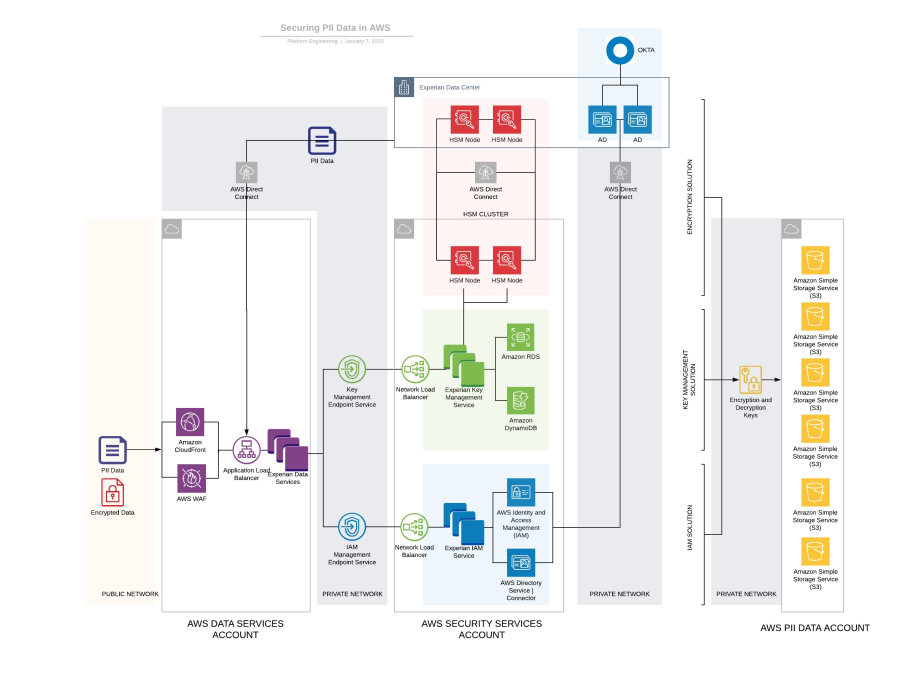 Securing PII Data in AWS
Platform Engineering | January 7, 2020
OKTA
Experian Data Center
HSM Node
HSM Node
AD
AD
PII Data
AWS Direct
Connect
AWS Direct
Connect
AWS Direct
Connect
HSM CLUSTER
HSM Node
HSM Node
ENCRYPTION SOLUTION
Amazon Simple
Storage Service
(S3)
Amazon Simple
Storage Service
(S3)
Amazon Simple
Storage Service
(S3)
Amazon Simple
Storage Service
(S3)
Amazon Simple
Storage Service
(S3)
Amazon Simple
Storage Service
(S3)
Amazon RDS
Amazon
DynamoDB
Key
Management
Endpoint Service
Network Load
Balancer
Experian Key
Management
Service
KEY MANAGEMENT
SOLUTION
Encryption and
Decryption
Keys
Amazon
CloudFront
AWS WAF
PII Data
Encrypted Data
Application Load
Balancer
Experian Data
Services
IAM
Management
Endpoint Service
Network Load
Balancer
Experian IAM
Service
AWS Identity and
Access
Management
(IAM)
AWS Directory
Service |
Connector
IAM SOLUTION
PUBLIC NETWORK
PRIVATE NETWORK
PRIVATE NETWORK
PRIVATE NETWORK
AWS DATA SERVICES
ACCOUNT
AWS SECURITY SERVICES
ACCOUNT
AWS PII DATA ACCOUNT